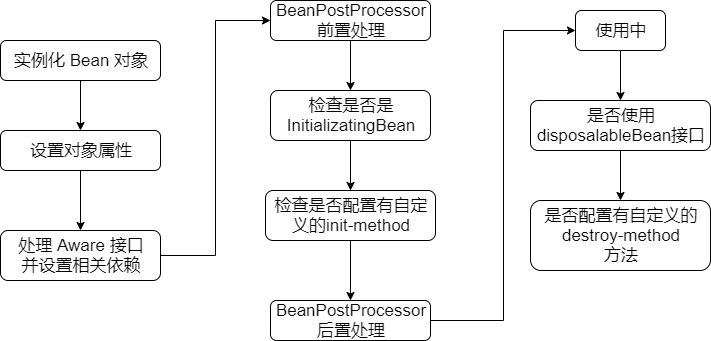 实例化 Bean 对象
设置对象属性
处理 Aware 接口
并设置相关依赖
BeanPostProcessor
前置处理
检查是否是
InitializatingBean
检查是否配置有自定
义的init-method
BeanPostProcessor
后置处理
使用中
是否使用
disposalableBean接口
是否配置有自定义的
destroy-method
方法